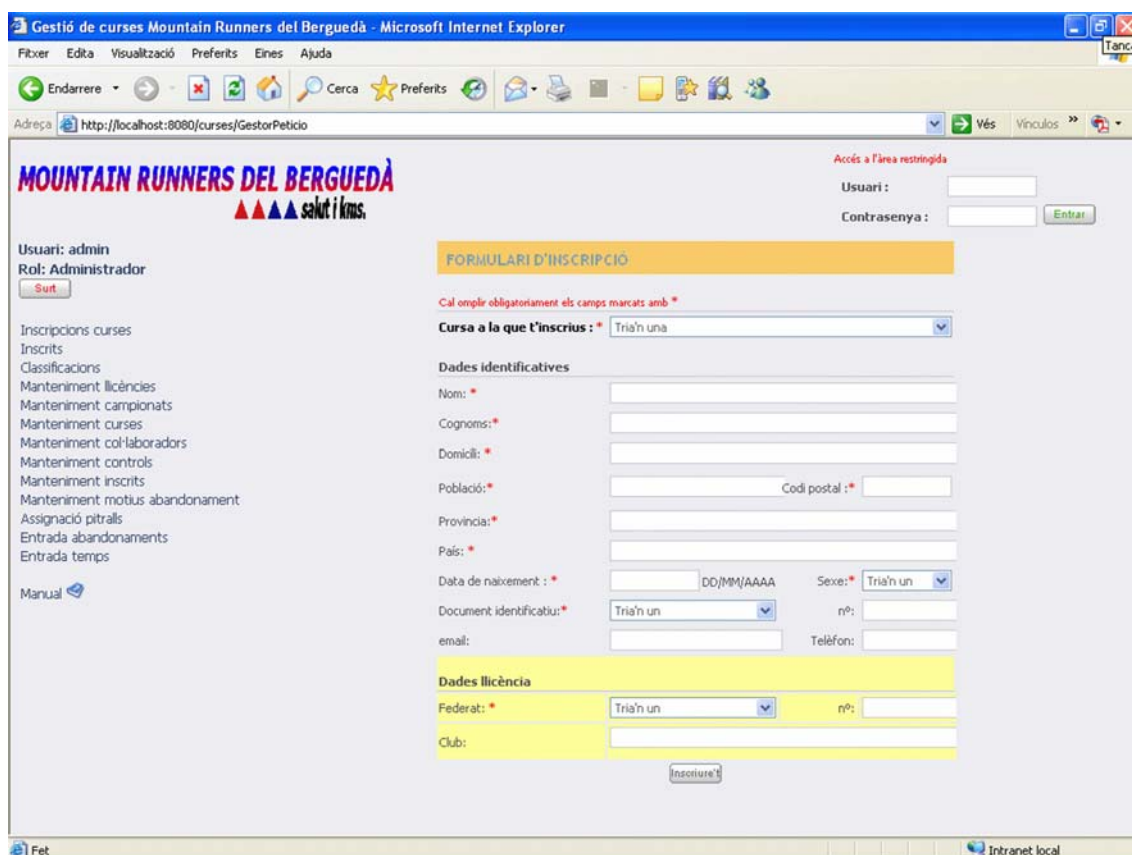 Gestió de curses Mountain Runners del Berguedà - Microsoft Internet Explorer
Fitxer Edita Visualització Preferits Eines Ajuda
Tanca
Endarrere Cerca Preferits
Adreça http://localhost:8080/curses/GestorPeticio Vés Vínculos »
MOUNTAIN RUNNERS DEL BERGUEDÀ
salut i kms.
Accés a l'àrea restringida
Usuari :
Contrasenya : Entrar
Usuari: admin
Rol: Administrador
Surt
Inscripcions curses
Inscrits
Classificacions
Manteniment llicències
Manteniment campionats
Manteniment curses
Manteniment col·laboradors
Manteniment controls
Manteniment inscrits
Manteniment motius abandonament
Assignació pitralls
Entrada abandonaments
Entrada temps
Manual
FORMULARI D'INSCRIPCIÓ
Cal omplir obligatoriament els camps marcats amb *
Cursa a la que t'inscrius : * Tria'n una
Dades identificatives
Nom: *
Cognoms:*
Domicili: *
Població:* Codi postal :*
Provincia:*
País: *
Data de naixement : * DD/MM/AAAA Sexe:* Tria'n un
Document identificatiu:* Tria'n un nº:
email: Telèfon:
Dades llicència
Federat: * Tria'n un nº:
Club:
Inscriure't
Fet Intranet local